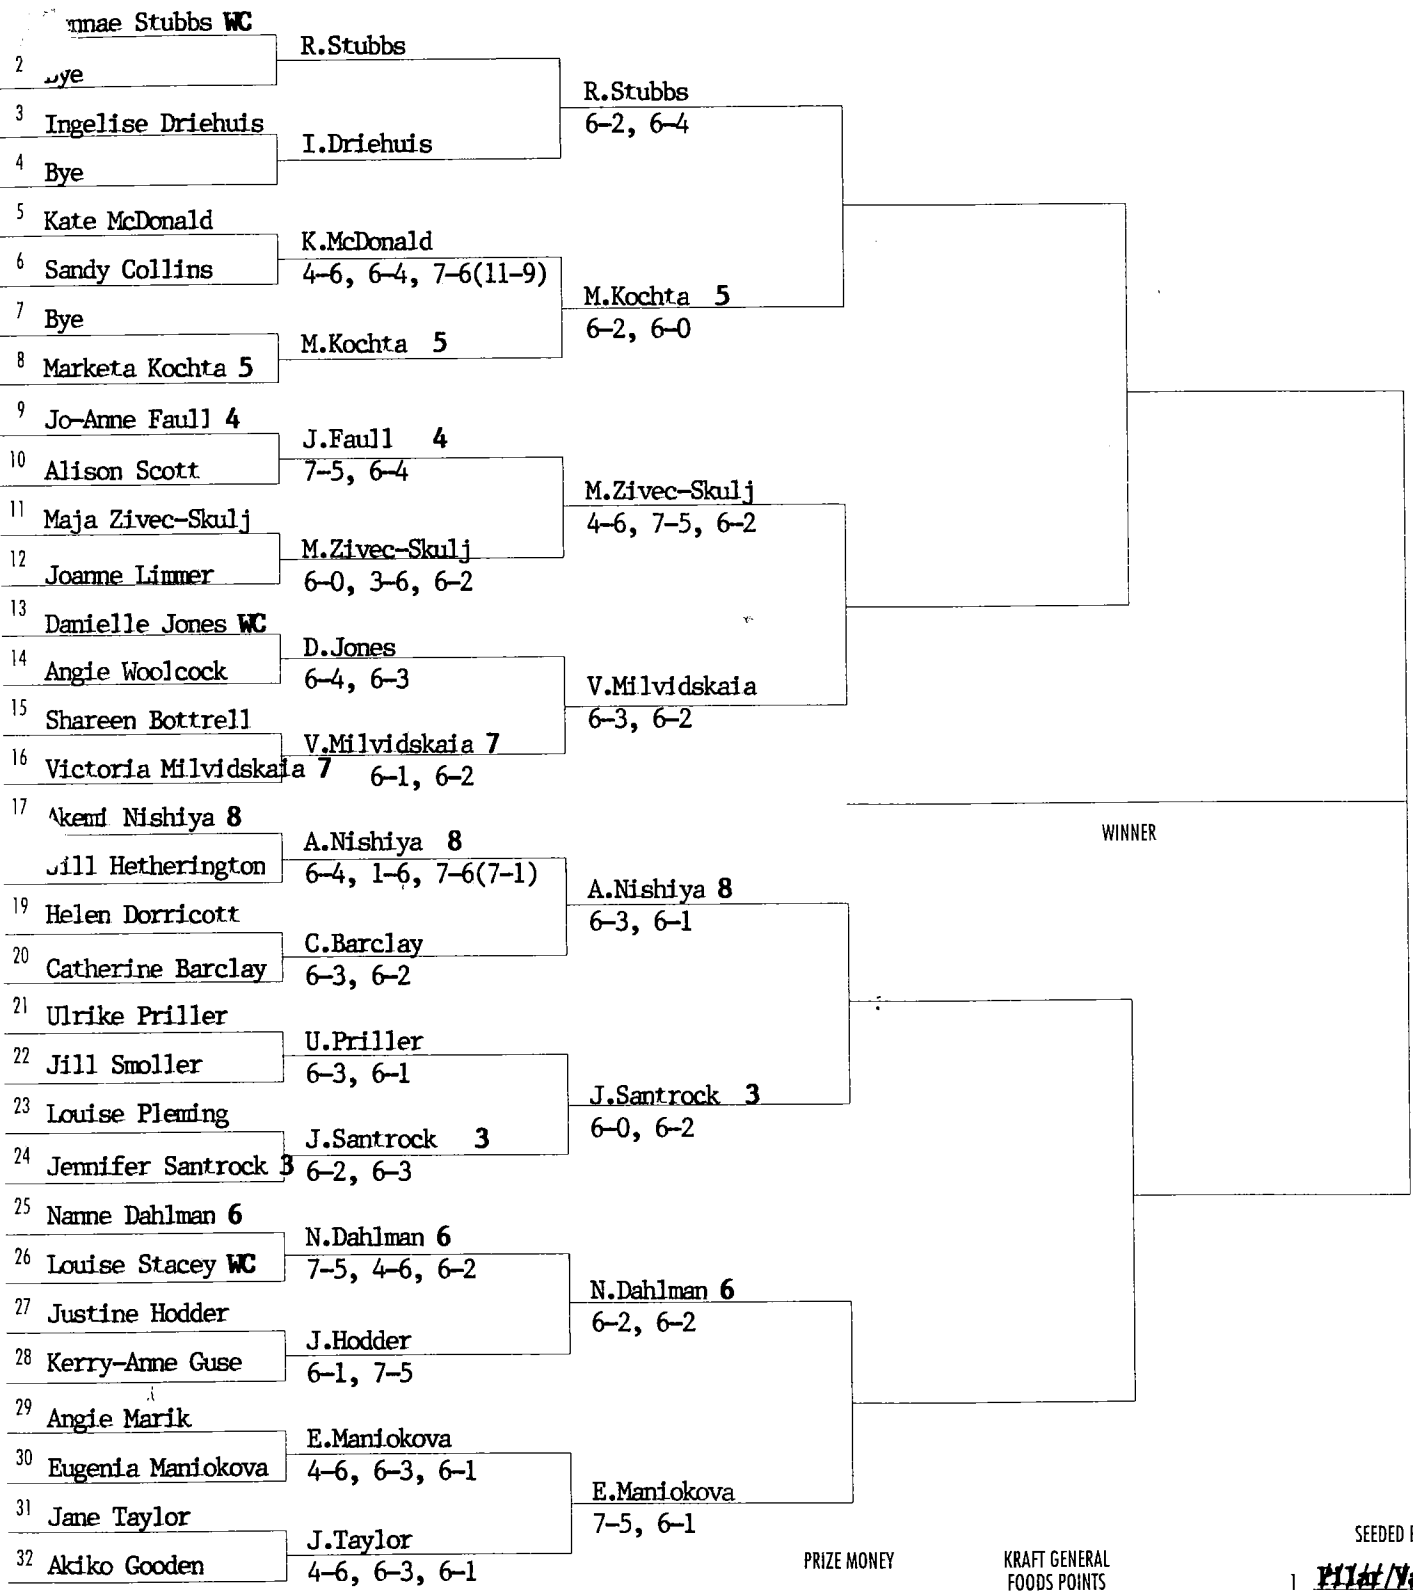 Stubbs WC
2 Bye
3 Ingelise Driehuis
4 Bye
5 Kate McDonald
6 Sandy Collins
7 Bye
8 Marketa Kochta 5
9 Jo-Anne Faull 4
10 Alison Scott
11 Maja Zivec-Skulj
12 Joanne Limmer
13 Danielle Jones WC
14 Angie Woolcock
15 Shareen Bottrell
16 Victoria Milvidskaia 7
17 Akemi Nishiya 8
Jill Hetherington
19 Helen Dorricott
20 Catherine Barclay
21 Ulrike Priller
22 Jill Smoller
23 Louise Pleming
24 Jennifer Santrock 3
25 Nanne Dahlman 6
26 Louise Stacey WC
27 Justine Hodder
28 Kerry-Anne Guse
29 Angie Marik
30 Eugenia Maniokova
31 Jane Taylor
32 Akiko Gooden
R.Stubbs
I.Driehuis
K.McDonald
4-6, 6-4, 7-6(11-9)
M.Kochta 5
J.Faull 4
7-5, 6-4
M.Zivec-Skulj
6-0, 3-6, 6-2
D.Jones
6-4, 6-3
V.Milvidskaia 7
6-1, 6-2
A.Nishiya 8
6-4, 1-6, 7-6(7-1)
C.Barclay
6-3, 6-2
U.Priller
6-3, 6-1
J.Santrock 3
6-2, 6-3
N.Dahlman 6
7-5, 4-6, 6-2
J.Hodder
6-1, 7-5
E.Maniokova
4-6, 6-3, 6-1
J.Taylor
4-6, 6-3, 6-1
R.Stubbs
6-2, 6-4
M.Kochta 5
6-2, 6-0
M.Zivec-Skulj
4-6, 7-5, 6-2
V.Milvidskaia
6-3, 6-2
A.Nishiya 8
6-3, 6-1
J.Santrock 3
6-0, 6-2
N.Dahlman 6
6-2, 6-2
E.Maniokova
7-5, 6-1
WINNER
PRIZE MONEY
KRAFT GENERAL
FOODS POINTS
SEEDED
1